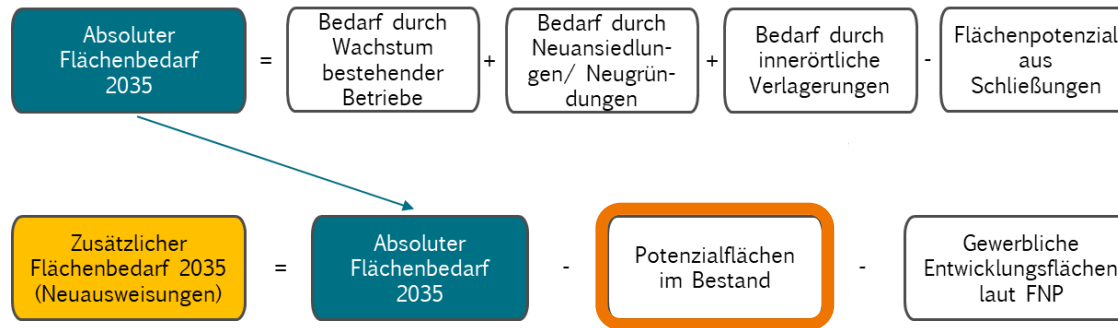 Absoluter
Flächenbedarf
2035
=
Bedarf durch
Wachstum
bestehender
Betriebe
+
Bedarf durch
Neuansiedlun-
gen/ Neugrün-
dungen
+
Bedarf durch
innerörtliche
Verlagerungen
-
Flächenpotenzial
aus
Schließungen
Zusätzlicher
Flächenbedarf 2035
(Neuausweisungen)
=
Absoluter
Flächenbedarf
2035
-
Potenzialflächen
im Bestand
-
Gewerbliche
Entwicklungsflächen
laut FNP